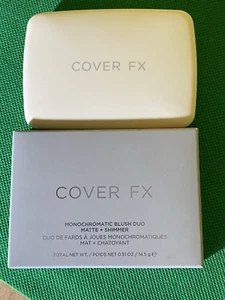 COVER FX
COVER FX
MONOCHROMATIC BLUSH DUO
MATTE + SHIMMER
DUO DE FARDS À JOUES MONOCHROMATIQUES
MAT + CHATOYANT
TOTAL NET WT. / POIDS NET 0.51 OZ / 14.5 g